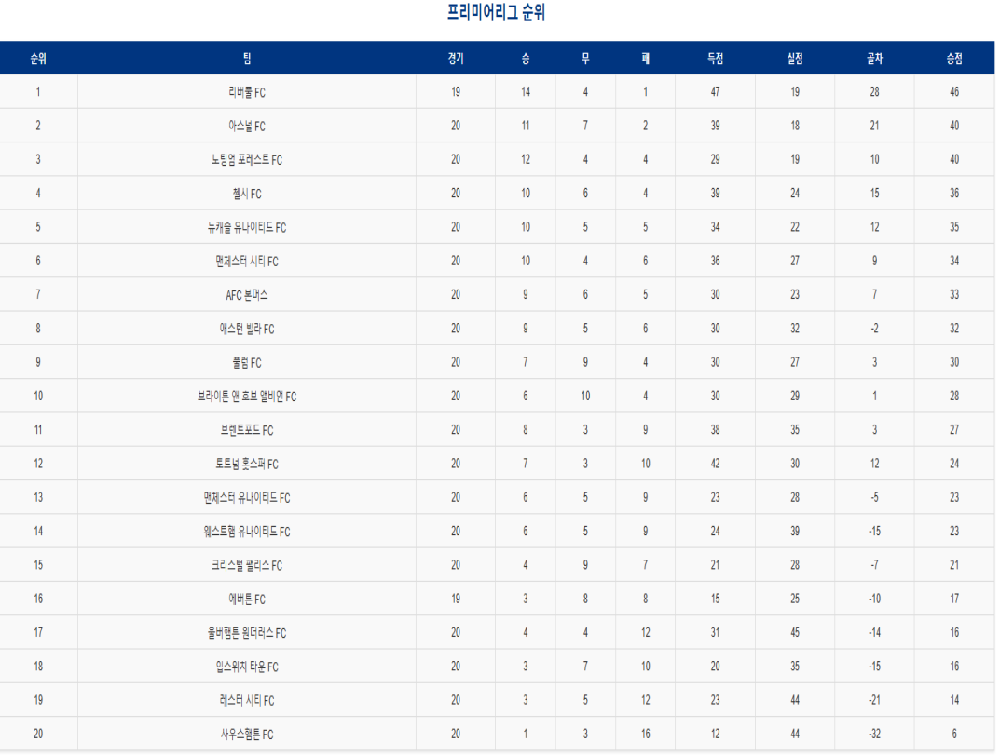 프리미어리그 순위
순위 팀 경기 승 무 패 득점 실점 골차 승점
1 리버풀 FC 19 14 4 1 47 19 28 46
2 아스널 FC 20 11 7 2 39 18 21 40
3 노팅엄 포레스트 FC 20 12 4 4 29 19 10 40
4 첼시 FC 20 10 6 4 39 24 15 36
5 뉴캐슬 유나이티드 FC 20 10 5 5 34 22 12 35
6 맨체스터 시티 FC 20 10 4 6 36 27 9 34
7 AFC 본머스 20 9 6 5 30 23 7 33
8 애스턴 빌라 FC 20 9 5 6 30 32 -2 32
9 풀럼 FC 20 7 9 4 30 27 3 30
10 브라이튼 앤 호브 앨비언 FC 20 6 10 4 30 29 1 28
11 브렌트포드 FC 20 8 3 9 38 35 3 27
12 토트넘 홋스퍼 FC 20 7 3 10 42 30 12 24
13 맨체스터 유나이티드 FC 20 6 5 9 23 28 -5 23
14 웨스트햄 유나이티드 FC 20 6 5 9 24 39 -15 23
15 크리스털 팰리스 FC 20 4 9 7 21 28 -7 21
16 에버튼 FC 19 3 8 8 15 25 -10 17
17 울버햄튼 원더러스 FC 20 4 4 12 31 45 -14 16
18 입스위치 타운 FC 20 3 7 10 20 35 -15 16
19 레스터 시티 FC 20 3 5 12 23 44 -21 14
20 사우스햄튼 FC 20 1 3 16 12 44 -32 6